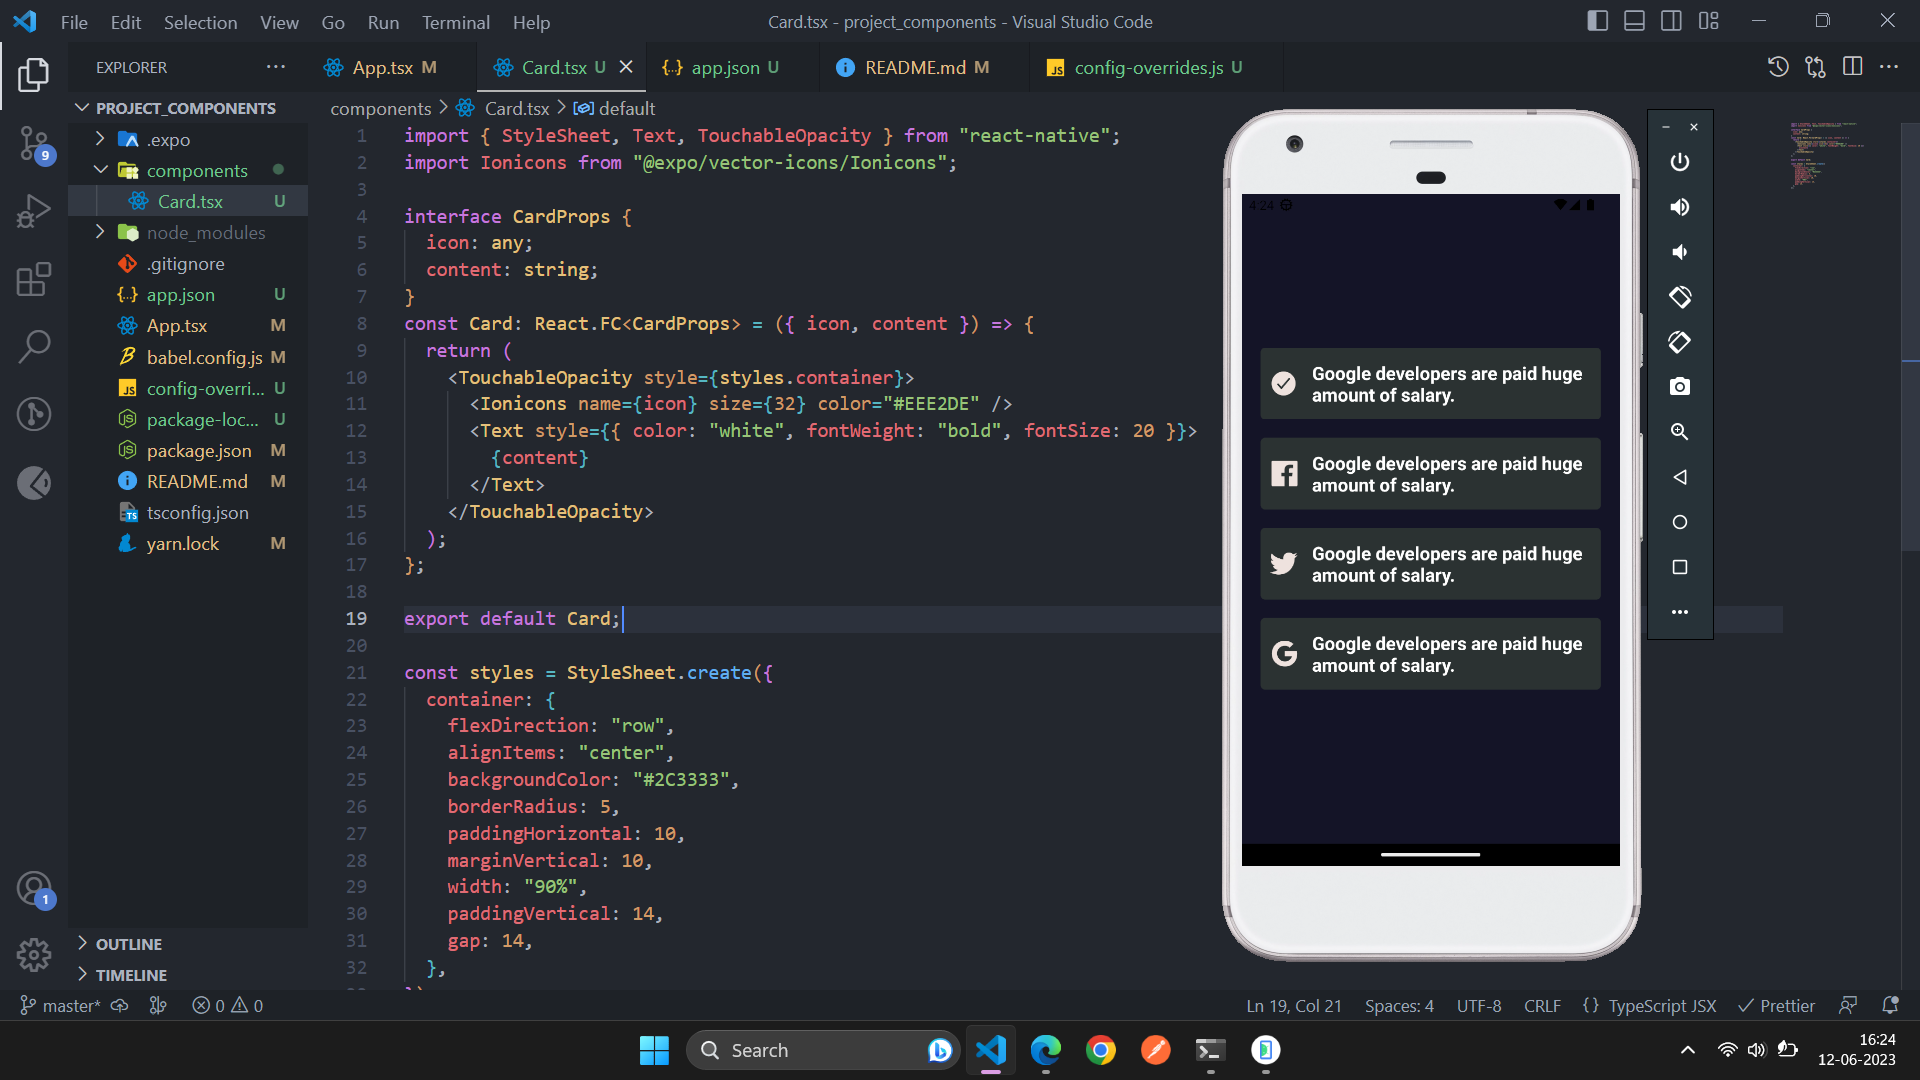 File Edit Selection View Go Run Terminal Help
Card.tsx - project_components - Visual Studio Code
EXPLORER
App.tsx M
Card.tsx U
{..} app.json U
README.md M
JS config-overrides.js U
PROJECT_COMPONENTS
.expo
components
Card.tsx U
node_modules
.gitignore
{..} app.json U
App.tsx M
babel.config.js M
JS config-overri... U
package-loc... U
package.json M
README.md M
TS tsconfig.json
yarn.lock M
OUTLINE
TIMELINE
9
1
components > Card.tsx > default
1 import { StyleSheet, Text, TouchableOpacity } from "react-native";
2 import Ionicons from "@expo/vector-icons/Ionicons";
3
4 interface CardProps {
5 icon: any;
6 content: string;
7 }
8 const Card: React.FC<CardProps> = ({ icon, content }) => {
9 return (
10 <TouchableOpacity style={styles.container}>
11 <Ionicons name={icon} size={32} color="#EEE2DE" />
12 <Text style={{ color: "white", fontWeight: "bold", fontSize: 20 }}>
13 {content}
14 </Text>
15 </TouchableOpacity>
16 );
17 };
18
19 export default Card;
20
21 const styles = StyleSheet.create({
22 container: {
23 flexDirection: "row",
24 alignItems: "center",
25 backgroundColor: "#2C3333",
26 borderRadius: 5,
27 paddingHorizontal: 10,
28 marginVertical: 10,
29 width: "90%",
30 paddingVertical: 14,
31 gap: 14,
32 },
4:24
Google developers are paid huge
amount of salary.
Google developers are paid huge
amount of salary.
Google developers are paid huge
amount of salary.
Google developers are paid huge
amount of salary.
master* 0 0
Ln 19, Col 21 Spaces: 4 UTF-8 CRLF {} TypeScript JSX Prettier
Search
16:24
12-06-2023